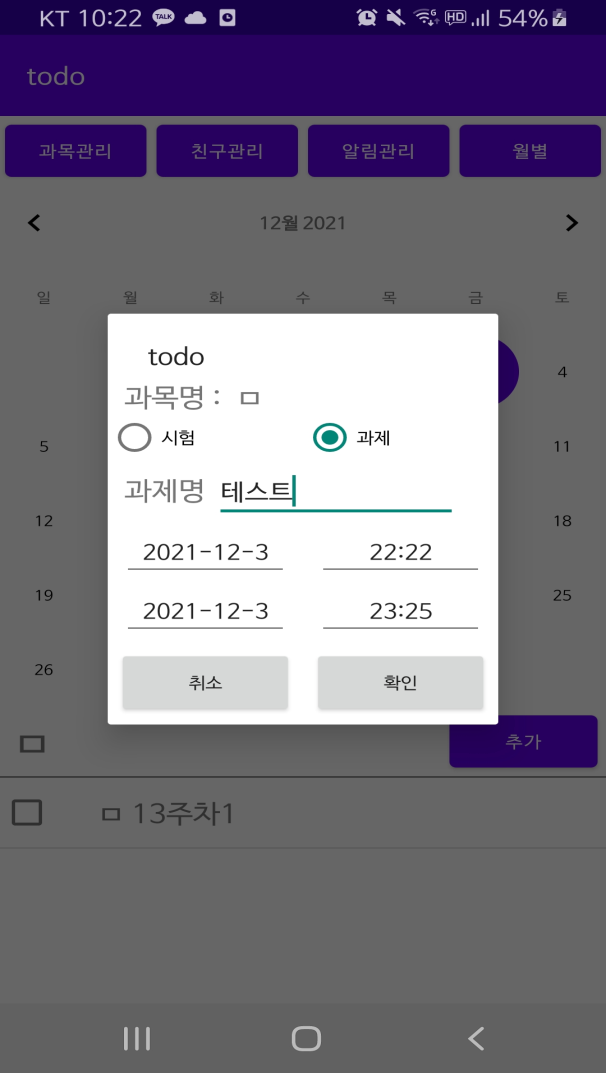 KT 10:22 TALK HD 54%
todo
과목관리 친구관리 알림관리 월별
12월 2021
일 월 화 수 목 금 토
4
5 11
12 18
19 25
26
todo
과목명 : ㅁ
시험 과제
과제명 테스트
2021-12-3 22:22
2021-12-3 23:25
취소 확인
ㅁ 추가
ㅁ 13주차1